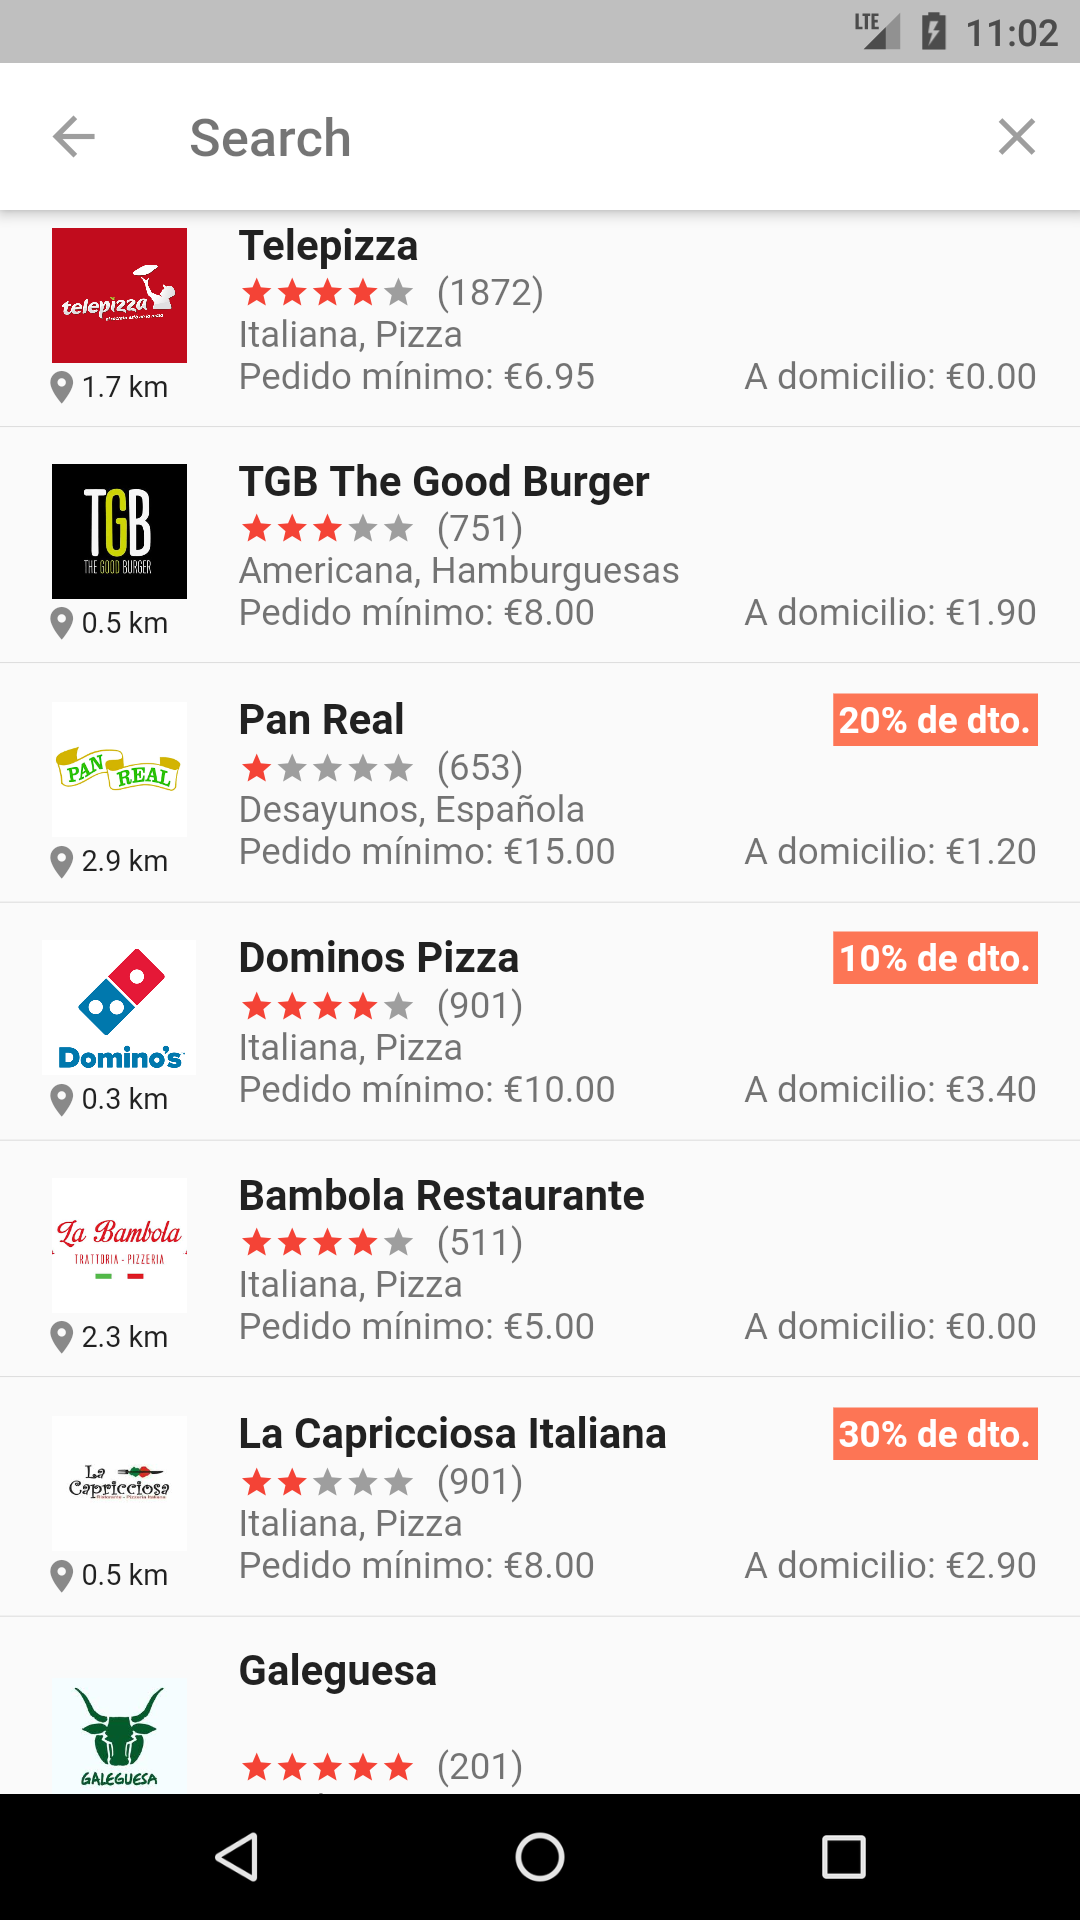 LTE 11:02
Search
telepizza
Telepizza
(1872)
Italiana, Pizza
Pedido mínimo: €6.95 A domicilio: €0.00
1.7 km
TGB
THE GOOD BURGER
TGB The Good Burger
(751)
Americana, Hamburguesas
Pedido mínimo: €8.00 A domicilio: €1.90
0.5 km
PAN REAL
Pan Real 20% de dto.
(653)
Desayunos, Española
Pedido mínimo: €15.00 A domicilio: €1.20
2.9 km
Domino's
Dominos Pizza 10% de dto.
(901)
Italiana, Pizza
Pedido mínimo: €10.00 A domicilio: €3.40
0.3 km
La Bambola
TRATTORIA - PIZZERIA
Bambola Restaurante
(511)
Italiana, Pizza
Pedido mínimo: €5.00 A domicilio: €0.00
2.3 km
La
Capricciosa
La Capricciosa Italiana 30% de dto.
(901)
Italiana, Pizza
Pedido mínimo: €8.00 A domicilio: €2.90
0.5 km
GALEGUESA
Galeguesa
(201)